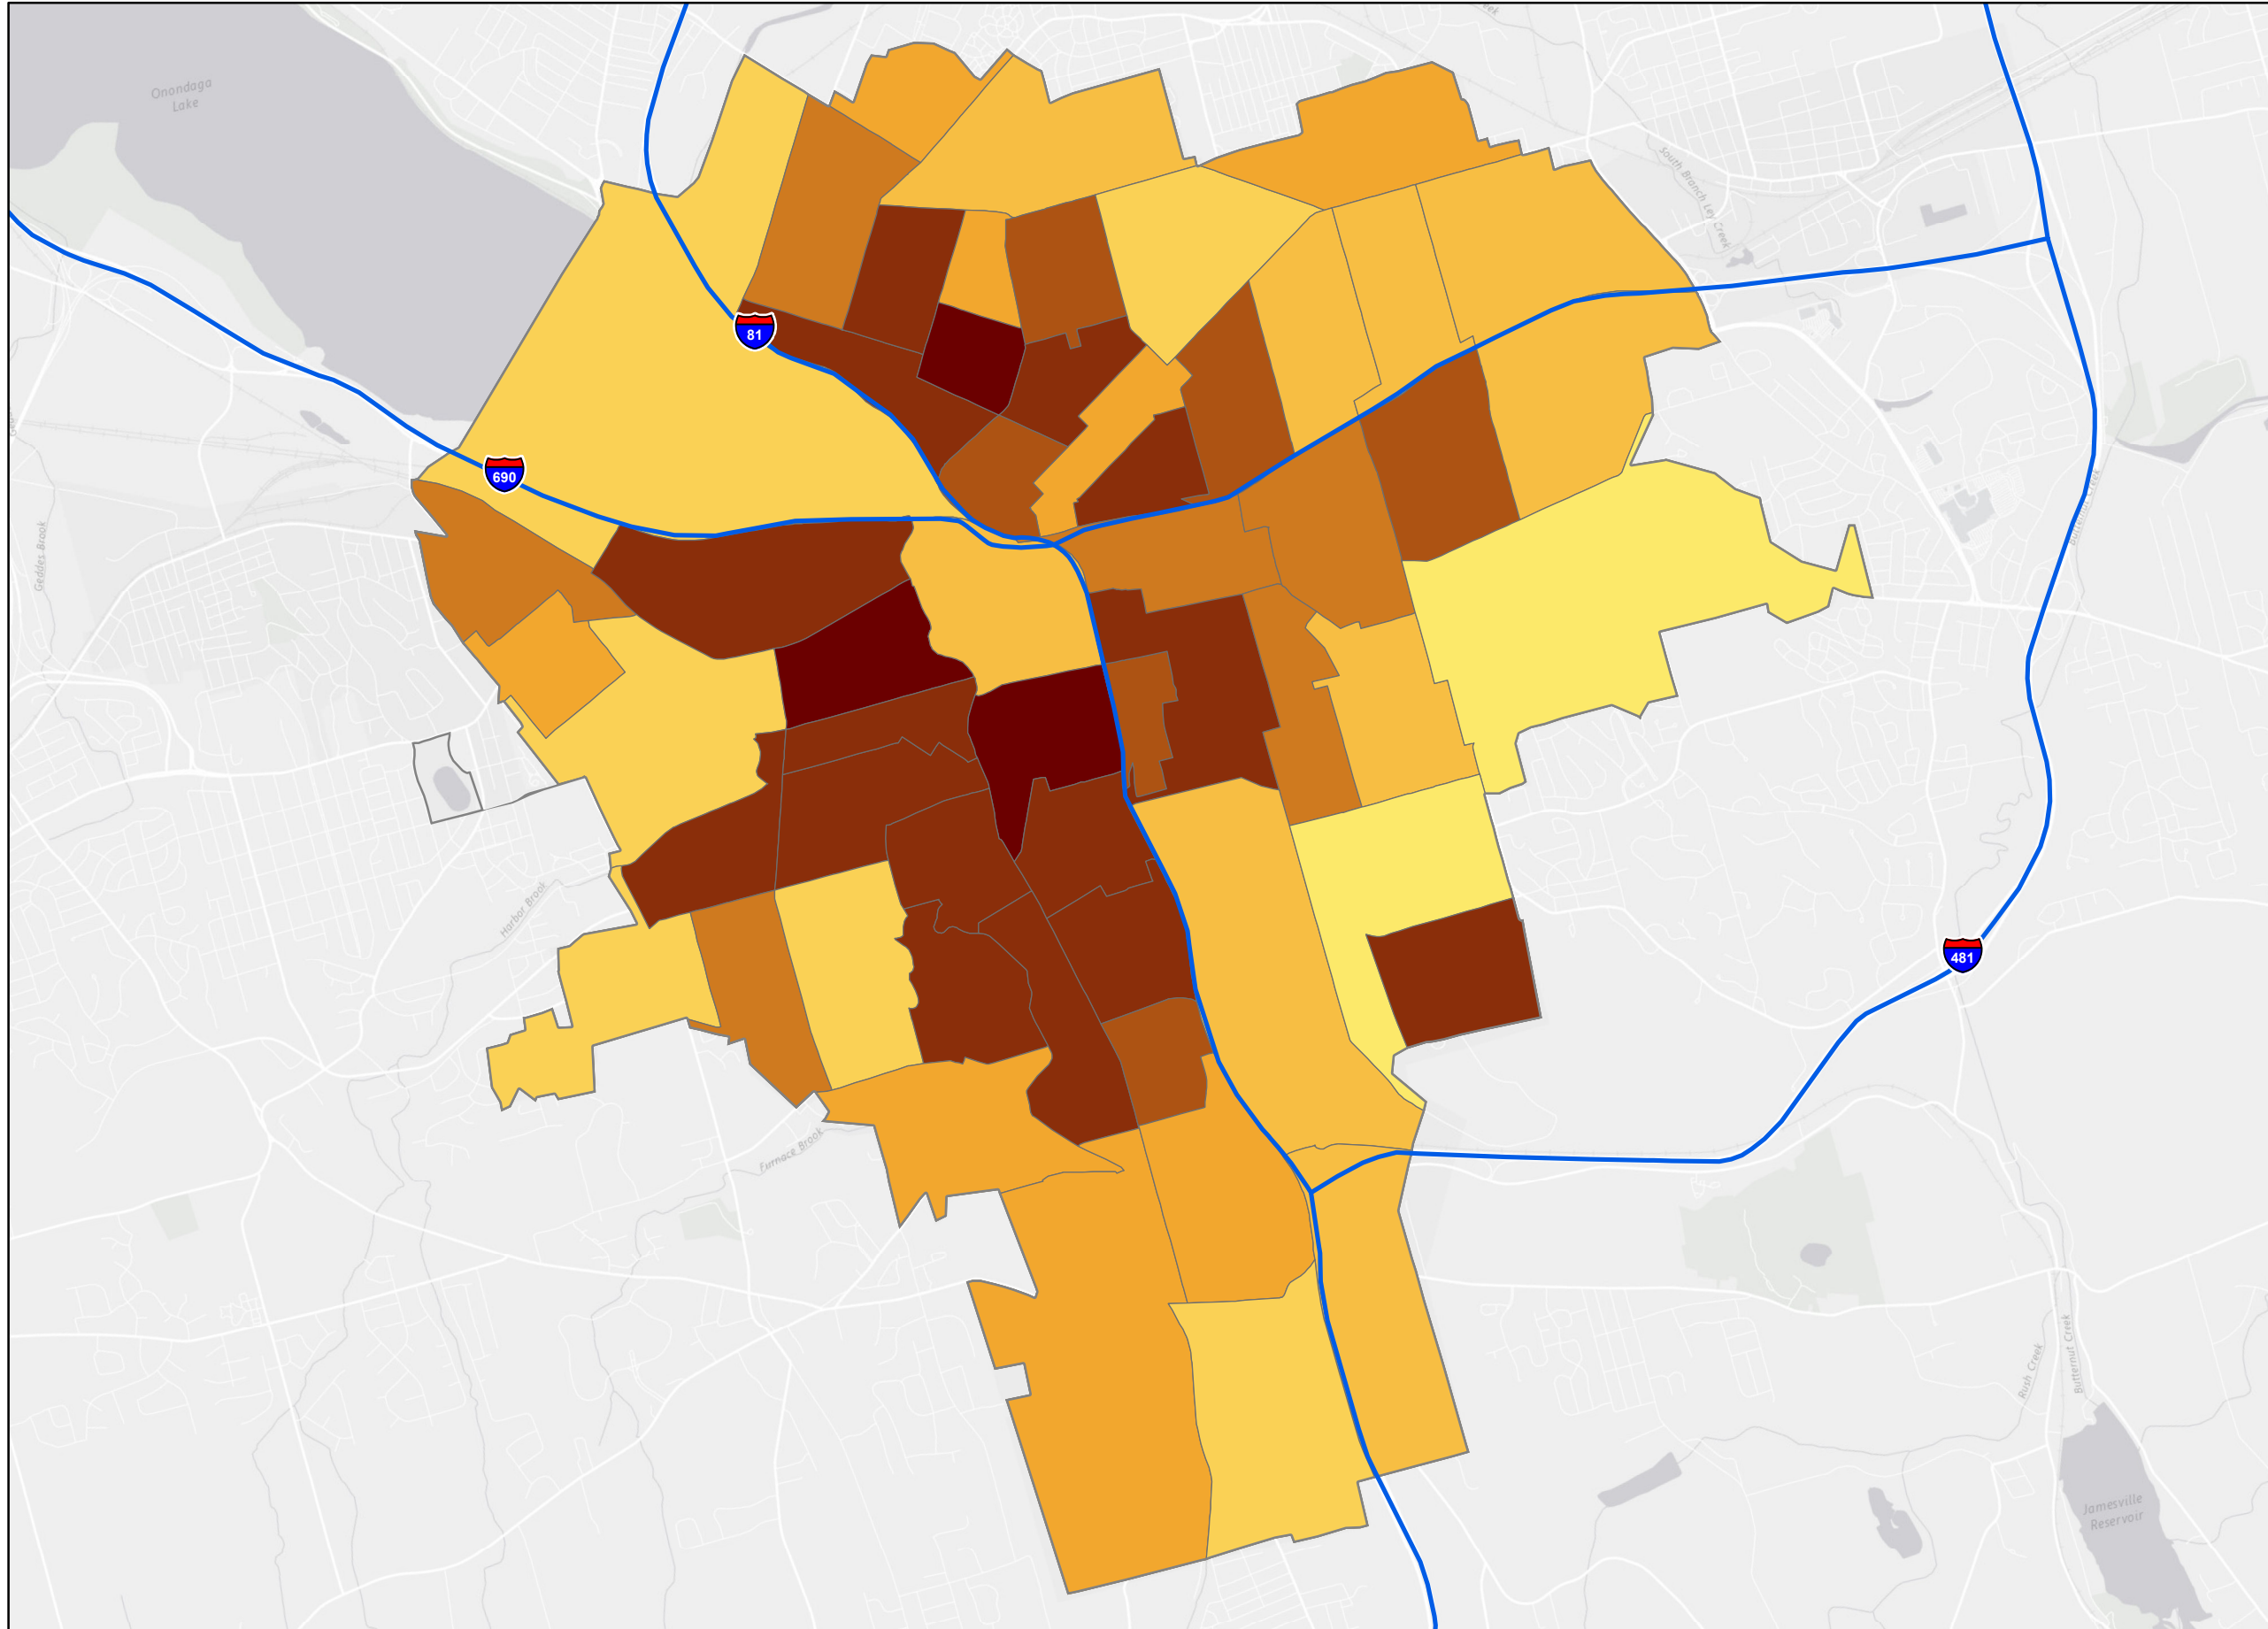 Onondaga
Lake
South Branch Ley Creek
81
690
Geddes Brook
Harbor Brook
481
Furnace Brook
Rush Creek
Butternut Creek
Jamesville
Reservoir